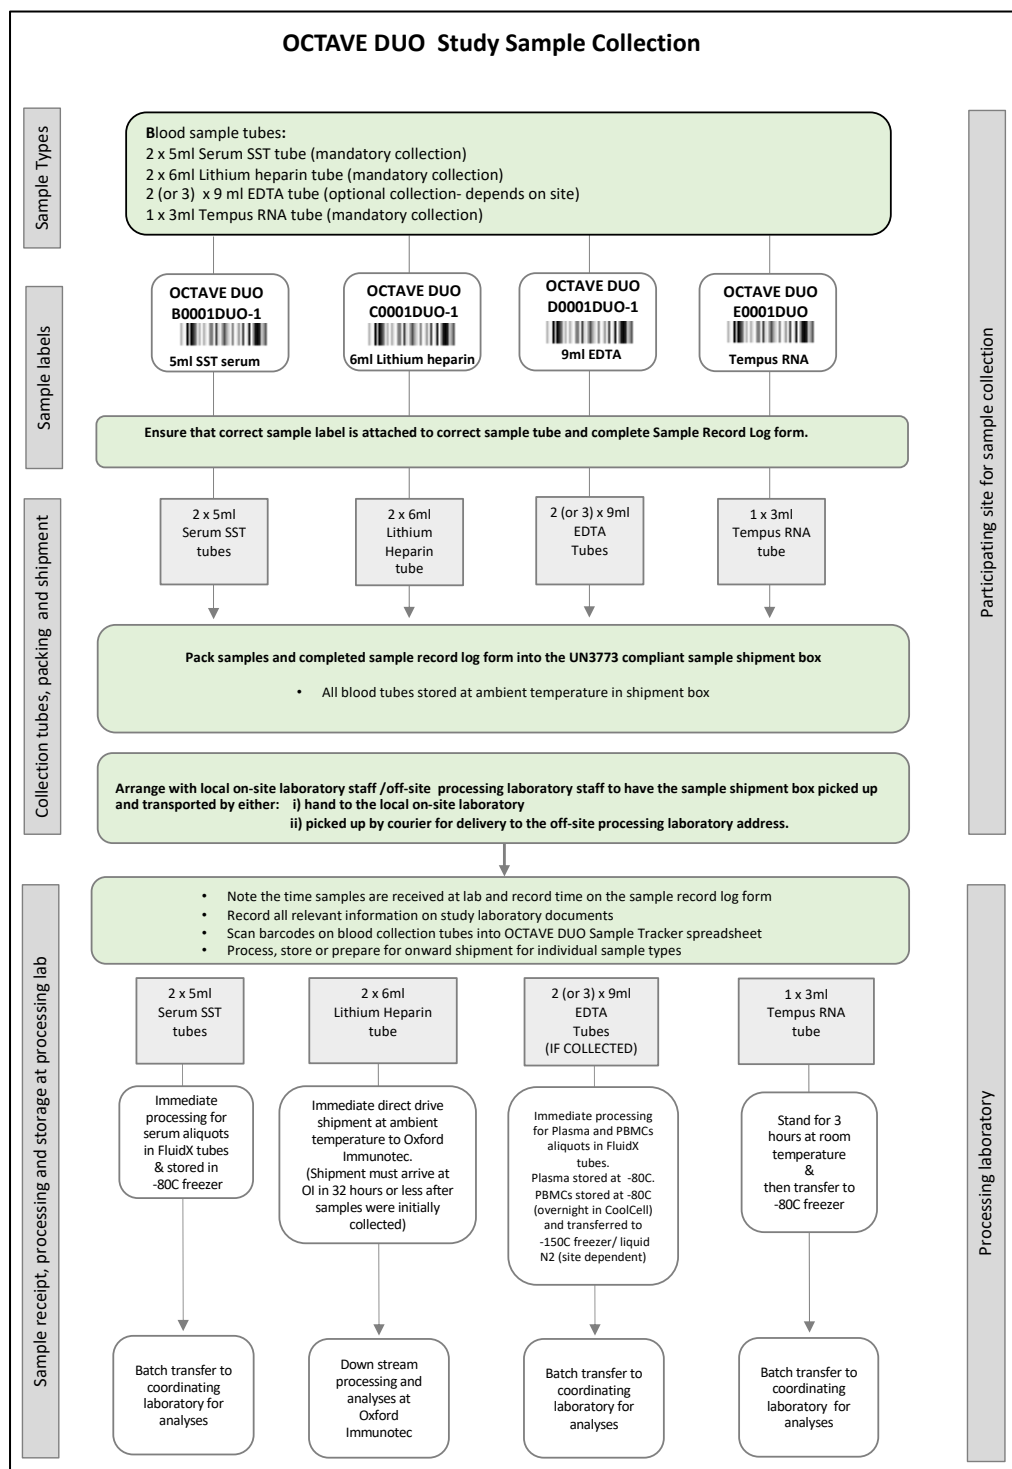 OCTAVE DUO  Study Sample Collection
Sample Types
Blood sample tubes:
2 x 5ml Serum SST tube (mandatory collection)
2 x 6ml Lithium heparin tube (mandatory collection)
2 (or 3)  x 9 ml EDTA tube (optional collection- depends on site)
1 x 3ml Tempus RNA tube (mandatory collection)
Participating site for sample collection
Sample labels
OCTAVE DUO
B0001DUO-1
5ml SST serum
OCTAVE DUO
C0001DUO-1
6ml Lithium heparin
OCTAVE DUO
D0001DUO-1
9ml EDTA
OCTAVE DUO
E0001DUO
Tempus RNA
Ensure that correct sample label is attached to correct sample tube and complete Sample Record Log form.
Collection tubes, packing  and shipment
2 x 5ml
Serum SST
tubes
2 x 6ml
Lithium
Heparin
tube
2 (or 3) x 9ml
EDTA
Tubes
1 x 3ml
Tempus RNA
tube
Pack samples and completed sample record log form into the UN3773 compliant sample shipment box
• All blood tubes stored at ambient temperature in shipment box
Arrange with local on-site laboratory staff /off-site  processing laboratory staff to have the sample shipment box picked up
and transported by either:   i) hand to the local on-site laboratory
ii) picked up by courier for delivery to the off-site processing laboratory address.
Sample receipt, processing and storage at processing lab
• Note the time samples are received at lab and record time on the sample record log form
• Record all relevant information on study laboratory documents
• Scan barcodes on blood collection tubes into OCTAVE DUO Sample Tracker spreadsheet
• Process, store or prepare for onward shipment for individual sample types
Processing laboratory
2 x 5ml
Serum SST
tubes
2 x 6ml
Lithium Heparin
tube
2 (or 3) x 9ml
EDTA
Tubes
(IF COLLECTED)
1 x 3ml
Tempus RNA
tube
Immediate
processing for
serum aliquots
in FluidX tubes
& stored in
-80C freezer
Immediate direct drive
shipment at ambient
temperature to Oxford
Immunotec.
(Shipment must arrive at
OI in 32 hours or less after
samples were initially
collected)
Immediate processing
for Plasma and PBMCs
aliquots in FluidX
tubes.
Plasma stored at  -80C.
PBMCs stored at -80C
(overnight in CoolCell)
and transferred to
-150C freezer/ liquid
N2 (site dependent)
Stand for 3
hours at room
temperature
&
then transfer to
-80C freezer
Batch transfer to
coordinating
laboratory for
analyses
Down stream
processing and
analyses at
Oxford
Immunotec
Batch transfer to
coordinating
laboratory for
analyses
Batch transfer to
coordinating
laboratory  for
analyses